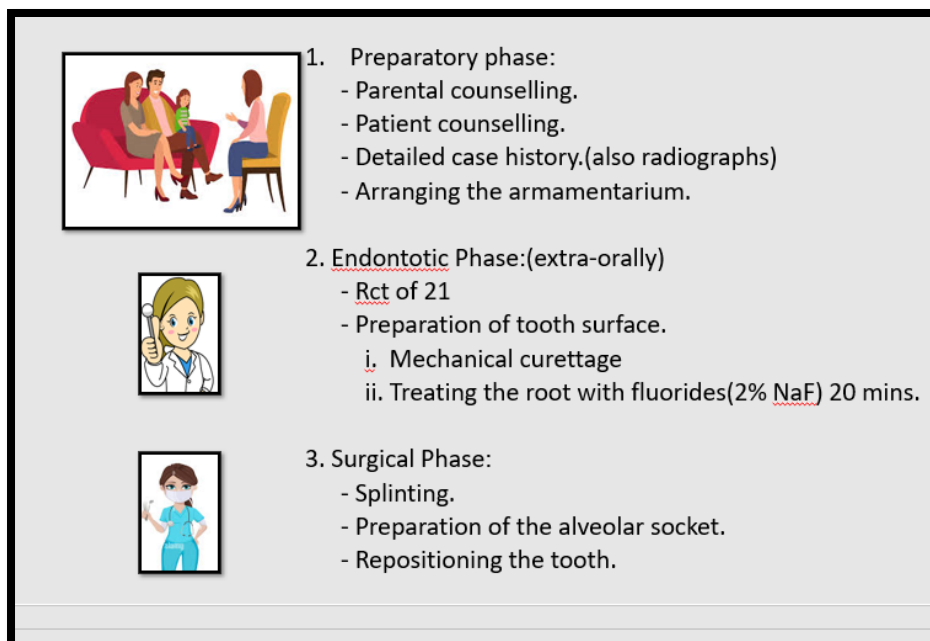 1. Preparatory phase:
- Parental counselling.
- Patient counselling.
- Detailed case history.(also radiographs)
- Arranging the armamentarium.
2. Endontotic Phase:(extra-orally)
- Rct of 21
- Preparation of tooth surface.
i. Mechanical curettage
ii. Treating the root with fluorides(2% NaF) 20 mins.
3. Surgical Phase:
- Splinting.
- Preparation of the alveolar socket.
- Repositioning the tooth.